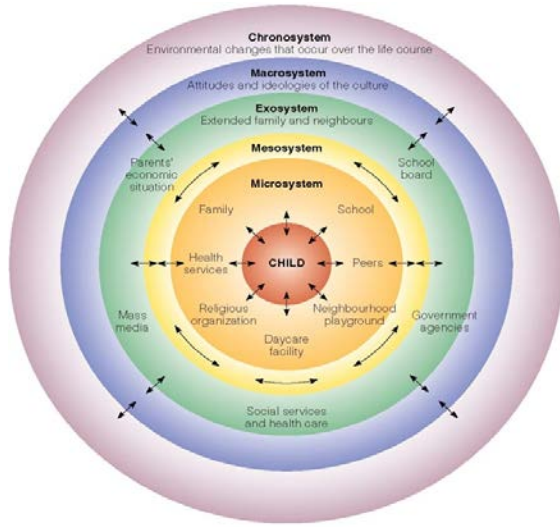 Chronosystem
Environmental changes that occur over the life course
Macrosystem
Attitudes and ideologies of the culture
Exosystem
Extended family and neighbours
Mesosystem
Parents'
economic
situation
School
board
Microsystem
Family
School
Health
services
CHILD
Peers
Religious
organization
Neighbourhood
playground
Mass
media
Government
agencies
Daycare
facility
Social services
and health care